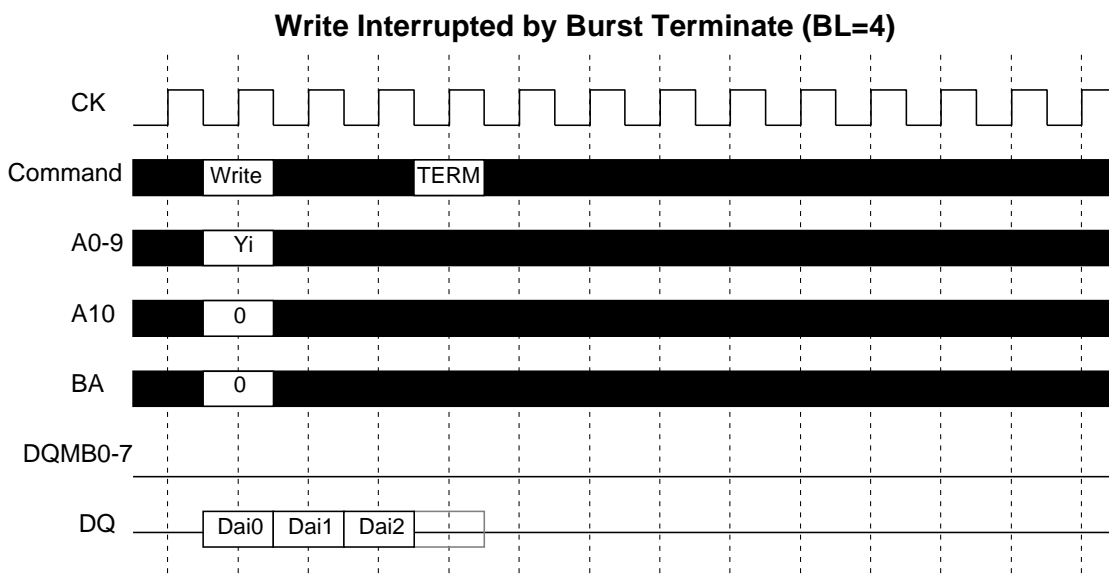 Write Interrupted by Burst Terminate (BL=4)
CK
Command Write TERM
A0-9 Yi
A10 0
BA 0
DQMB0-7
DQ Dai0 Dai1 Dai2